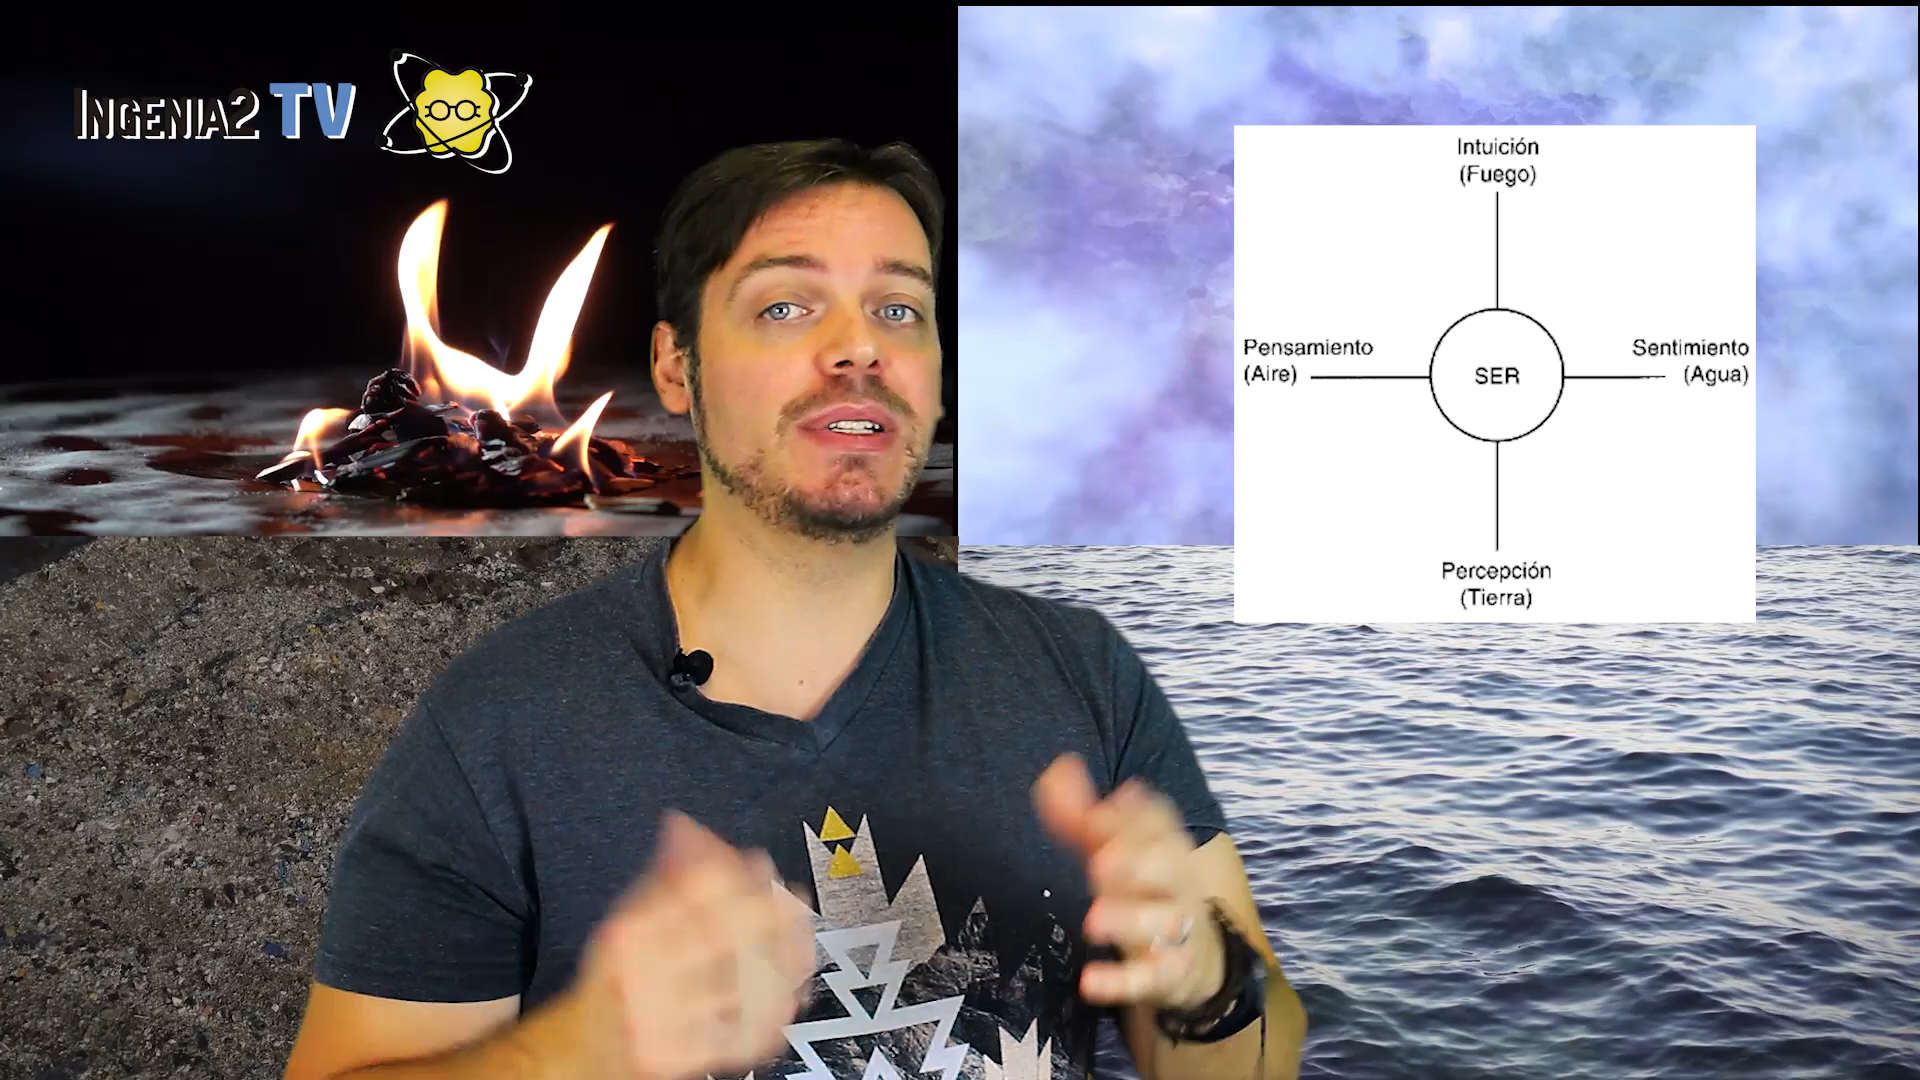 INGENIA2 TV
Intuición
(Fuego)
Pensamiento
(Aire)
SER
Sentimiento
(Agua)
Percepción
(Tierra)